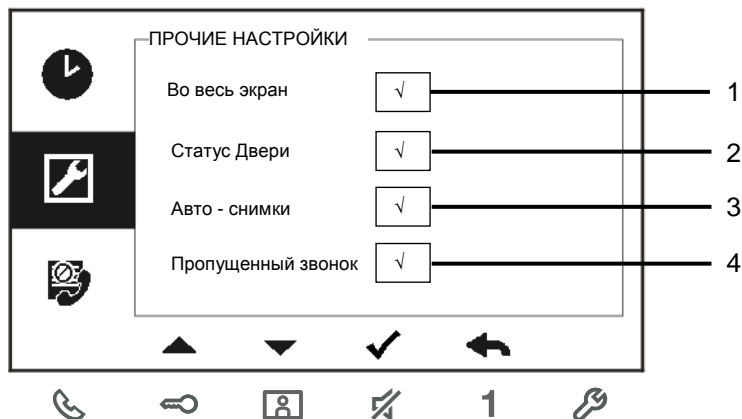 ПРОЧИЕ НАСТРОЙКИ
Во весь экран √ 1
Статус Двери √ 2
Авто - снимки √ 3
Пропущенный звонок √ 4
1